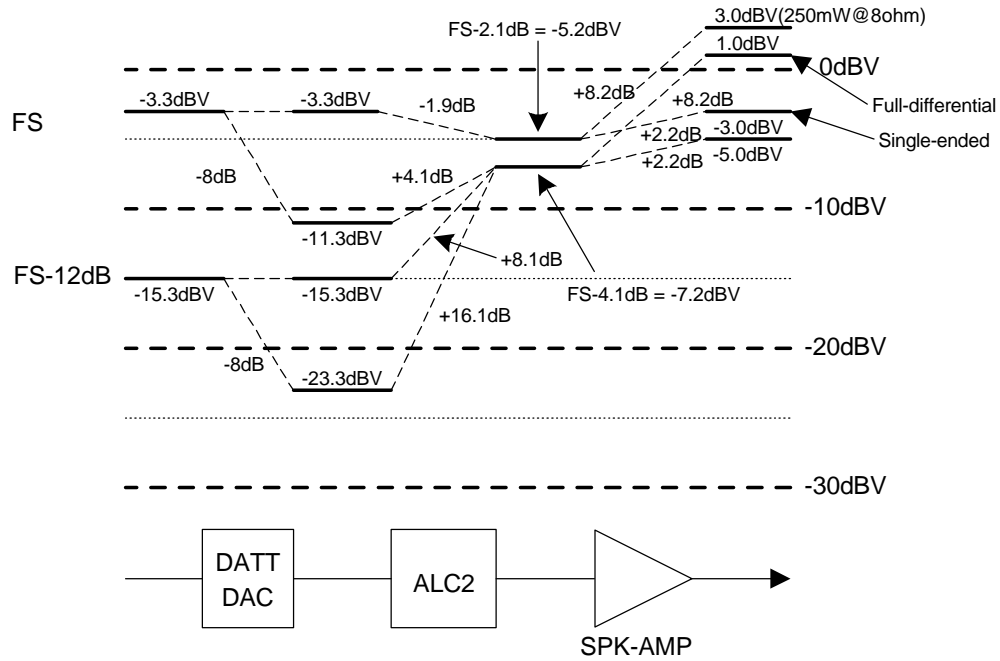 3.0dBV(250mW@8ohm)
FS-2.1dB = -5.2dBV
1.0dBV
0dBV
-3.3dBV
-3.3dBV
-1.9dB
+8.2dB
+8.2dB
Full-differential
FS
+2.2dB
-3.0dBV
Single-ended
+2.2dB
-5.0dBV
-8dB
+4.1dB
-10dBV
-11.3dBV
+8.1dB
FS-12dB
-15.3dBV
-15.3dBV
FS-4.1dB = -7.2dBV
+16.1dB
-20dBV
-8dB
-23.3dBV
-30dBV
DATT
DAC
ALC2
SPK-AMP